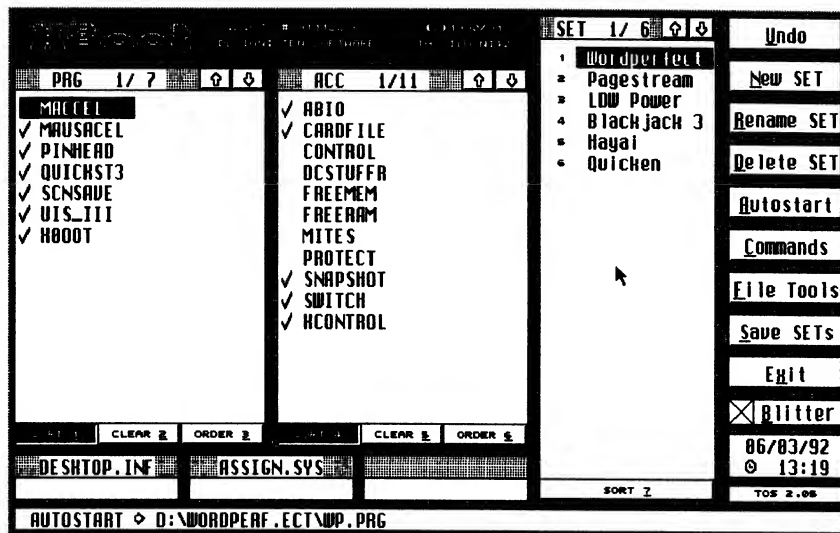 PRG 1/ 7
MACCEL
✓ MAUSACEL
✓ PINHEAD
✓ QUICKST3
✓ SCNSAVE
✓ UIS_III
✓ XBOOT
CLEAR 2
ORDER 3
ACC 1/11
✓ ABIO
✓ CARDFILE
CONTROL
DCSTUFFR
FREEMEM
FREERAM
MITES
PROTECT
✓ SNAPSHOT
✓ SWITCH
✓ XCONTROL
CLEAR 5
ORDER 6
DESKTOP.INF
ASSIGN.SYS
SET 1/ 6
1 Wordperfect
2 Pagestream
3 LDW Power
4 Blackjack 3
5 Hayai
6 Quicken
SORT 7
Undo
New SET
Rename SET
Delete SET
Autostart
Commands
File Tools
Save SETs
Exit
Blitter
06/03/92
13:19
TOS 2.06
AUTOSTART ◇ D:\WORDPERF.ECT\WP.PRG